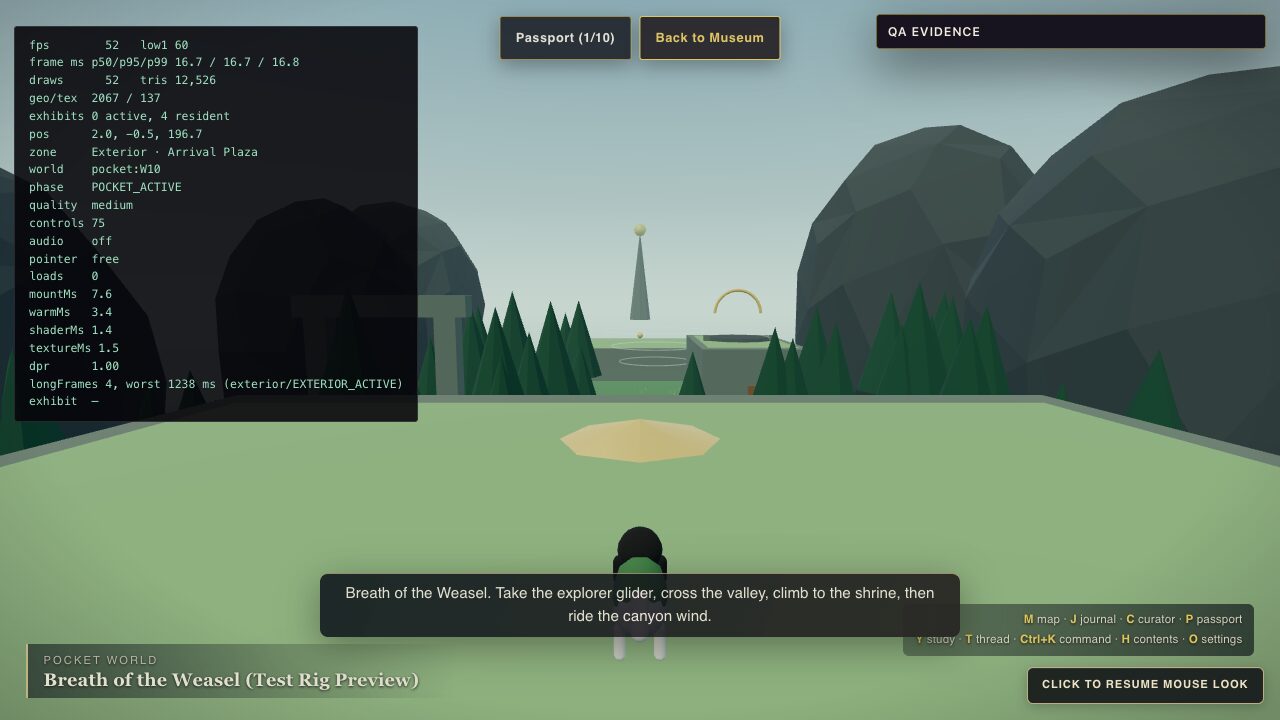 fps 52 low1 60
frame ms p50/p95/p99 16.7 / 16.7 / 16.8
draws 52 tris 12,526
geo/tex 2067 / 137
exhibits 0 active, 4 resident
pos 2.0, −0.5, 196.7
zone Exterior · Arrival Plaza
world pocket:W10
phase POCKET_ACTIVE
quality medium
controls 75
audio off
pointer free
loads 0
mountMs 7.6
warmMs 3.4
shaderMs 1.4
textureMs 1.5
dpr 1.00
longFrames 4, worst 1238 ms (exterior/EXTERIOR_ACTIVE)
exhibit —
Passport (1/10)
Back to Museum
QA EVIDENCE
Breath of the Weasel. Take the explorer glider, cross the valley, climb to the shrine, then
ride the canyon wind.
M map · J journal · C curator · P passport
Y study · T thread · Ctrl+K command · H contents · O settings
POCKET WORLD
Breath of the Weasel (Test Rig Preview)
CLICK TO RESUME MOUSE LOOK